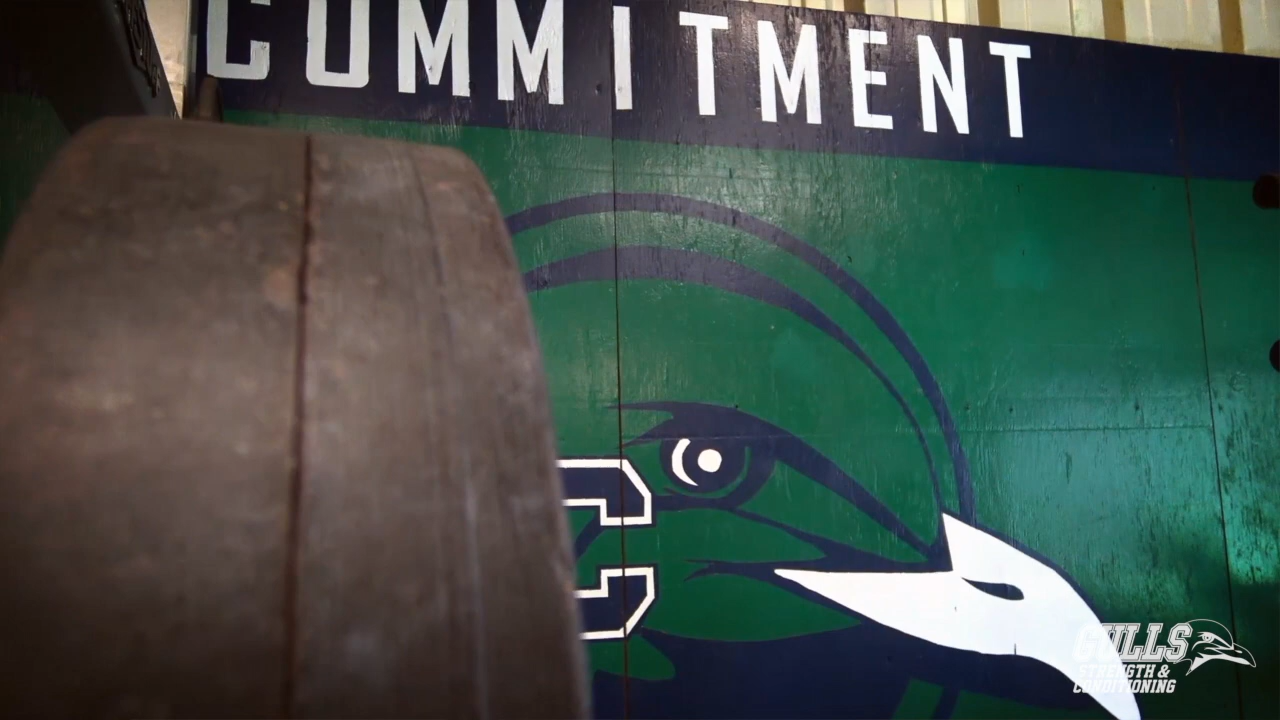 COMMITMENT
C
GULLS
STRENGTH &
CONDITIONING